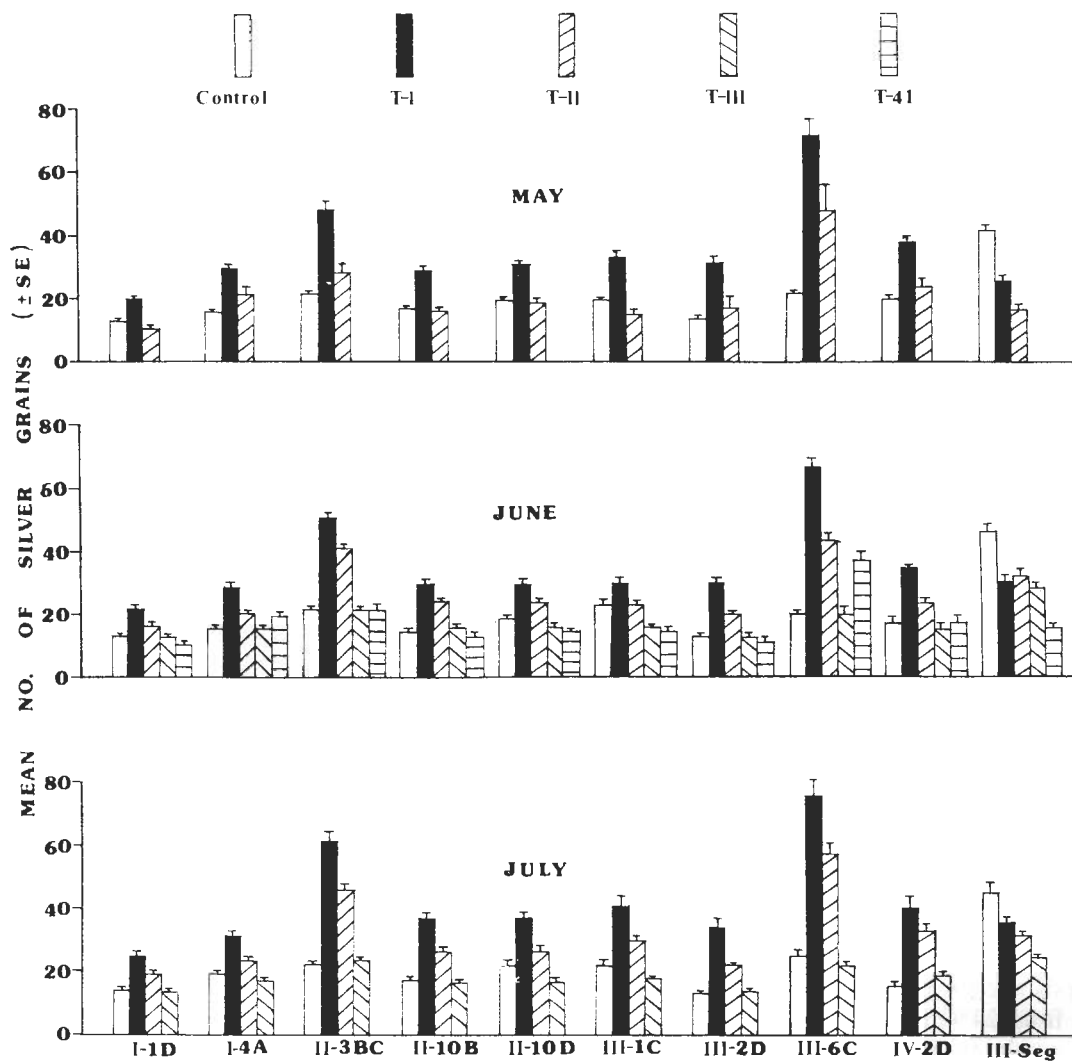 Control T-I T-II T-III T-41
MEAN NO. OF SILVER GRAINS (±SE)
80
60
40
20
0
MAY
80
60
40
20
0
JUNE
80
60
40
20
0
JULY
I-1D I-4A II-3BC II-10B II-10D III-1C III-2D III-6C IV-2D III-Seg